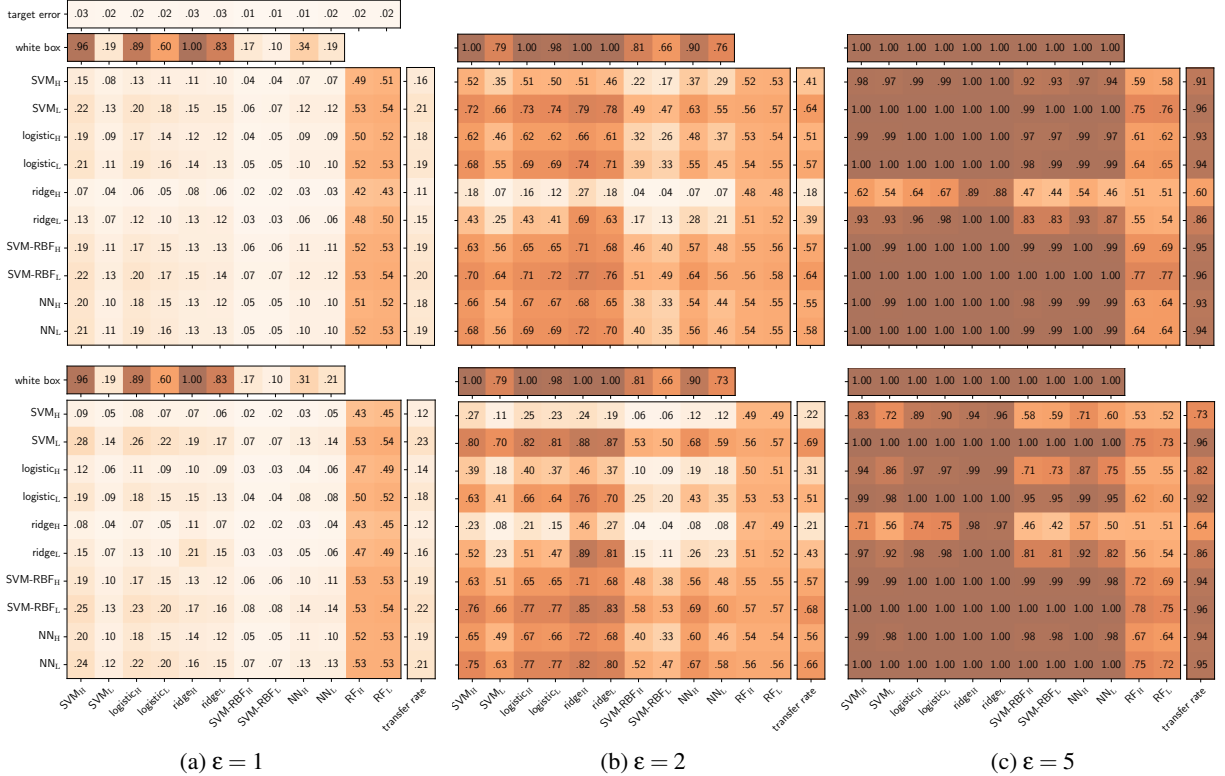 target error .03 .02 .02 .02 .03 .02 .01 .01 .02 .02 .02 .02
white box .96 .19 .89 .60 1.00 .83 .17 .10 .34 .19
1.00 .79 1.00 .98 1.00 1.00 .81 .66 .90 .76
1.00 1.00 1.00 1.00 1.00 1.00 1.00 1.00 1.00 1.00
SVM_H .15 .08 .13 .11 .11 .10 .04 .04 .07 .07 .49 .51 .16
.52 .35 .51 .50 .51 .46 .22 .17 .37 .29 .52 .53 .41
.98 .97 .99 .99 1.00 1.00 .92 .93 .97 .94 .59 .58 .91
SVM_L .22 .13 .20 .18 .15 .15 .06 .07 .12 .12 .53 .54 .21
.72 .66 .73 .74 .79 .78 .49 .47 .63 .55 .55 .56 .64
1.00 1.00 1.00 1.00 1.00 1.00 .99 .99 1.00 1.00 .75 .76 .96
logistic_H .19 .09 .17 .14 .12 .12 .04 .05 .09 .09 .50 .52 .18
.62 .46 .62 .62 .66 .61 .32 .26 .48 .37 .53 .54 .51
.99 .99 1.00 1.00 1.00 1.00 .97 .97 .99 .97 .61 .62 .93
logistic_L .21 .11 .19 .16 .14 .13 .05 .05 .10 .10 .52 .53 .19
.68 .55 .69 .69 .74 .71 .39 .33 .55 .45 .54 .55 .57
1.00 .99 1.00 1.00 1.00 1.00 .98 .99 .99 .99 .64 .65 .94
ridge_H .07 .04 .06 .05 .08 .06 .02 .02 .03 .03 .42 .43 .11
.18 .07 .16 .12 .27 .18 .04 .04 .07 .07 .48 .48 .18
.62 .54 .64 .67 .89 .88 .47 .44 .54 .46 .51 .51 .60
ridge_L .13 .07 .12 .10 .13 .12 .03 .03 .06 .06 .48 .50 .15
.43 .25 .43 .41 .69 .63 .17 .13 .28 .21 .51 .52 .39
.93 .93 .96 .98 1.00 1.00 .83 .83 .93 .87 .55 .54 .86
SVM-RBF_H .19 .11 .17 .15 .13 .13 .06 .06 .11 .11 .52 .53 .19
.63 .56 .65 .65 .71 .68 .46 .40 .57 .48 .55 .56 .57
1.00 .99 1.00 1.00 1.00 1.00 .99 .99 1.00 .99 .69 .69 .95
SVM-RBF_L .22 .13 .20 .17 .15 .14 .07 .07 .12 .12 .53 .54 .20
.70 .64 .71 .72 .77 .76 .51 .49 .64 .56 .56 .58 .64
1.00 1.00 1.00 1.00 1.00 1.00 .99 1.00 1.00 1.00 .77 .77 .96
NN_H .20 .10 .18 .15 .13 .12 .05 .05 .10 .10 .51 .52 .18
.66 .54 .67 .67 .68 .65 .38 .33 .54 .44 .54 .55 .55
1.00 .99 1.00 1.00 1.00 1.00 .98 .99 .99 .99 .63 .64 .93
NN_L .21 .11 .19 .16 .13 .13 .05 .05 .10 .10 .52 .53 .19
.68 .56 .69 .69 .72 .70 .40 .35 .56 .46 .55 .55 .58
1.00 .99 1.00 1.00 1.00 1.00 .99 .99 1.00 .99 .64 .64 .94
white box .96 .19 .89 .60 1.00 .83 .17 .10 .31 .21
1.00 .79 1.00 .98 1.00 1.00 .81 .66 .90 .73
1.00 1.00 1.00 1.00 1.00 1.00 1.00 1.00 1.00 1.00
SVM_H .09 .05 .08 .07 .07 .06 .02 .02 .03 .05 .43 .45 .12
.27 .11 .25 .23 .24 .19 .06 .06 .12 .12 .49 .49 .22
.83 .72 .89 .90 .94 .96 .58 .59 .71 .60 .53 .52 .73
SVM_L .28 .14 .26 .22 .19 .17 .07 .07 .13 .14 .53 .54 .23
.80 .70 .82 .81 .88 .87 .53 .50 .68 .59 .56 .57 .69
1.00 1.00 1.00 1.00 1.00 1.00 1.00 1.00 1.00 1.00 .75 .73 .96
logistic_H .12 .06 .11 .09 .10 .09 .03 .03 .04 .06 .47 .49 .14
.39 .18 .40 .37 .46 .37 .10 .09 .19 .18 .50 .51 .31
.94 .86 .97 .97 .99 .99 .71 .73 .87 .75 .55 .55 .82
logistic_L .19 .09 .18 .15 .15 .13 .04 .04 .08 .08 .50 .52 .18
.63 .41 .66 .64 .76 .70 .25 .20 .43 .35 .53 .53 .51
.99 .98 1.00 1.00 1.00 1.00 .95 .95 .99 .95 .62 .60 .92
ridge_H .08 .04 .07 .05 .11 .07 .02 .02 .03 .04 .43 .45 .12
.23 .08 .21 .15 .46 .27 .04 .04 .08 .08 .47 .49 .21
.71 .56 .74 .75 .98 .97 .46 .42 .57 .50 .51 .51 .64
ridge_L .15 .07 .13 .10 .21 .15 .03 .03 .05 .06 .47 .49 .16
.52 .23 .51 .47 .89 .81 .15 .11 .26 .23 .51 .52 .43
.97 .92 .98 .98 1.00 1.00 .81 .81 .92 .82 .56 .54 .86
SVM-RBF_H .19 .10 .17 .15 .13 .12 .06 .06 .10 .11 .53 .53 .19
.63 .51 .65 .65 .71 .68 .48 .38 .56 .48 .55 .55 .57
.99 .99 1.00 1.00 1.00 1.00 .99 .99 .99 .98 .72 .69 .94
SVM-RBF_L .25 .13 .23 .20 .17 .16 .08 .08 .14 .14 .53 .54 .22
.76 .66 .77 .77 .85 .83 .58 .53 .69 .60 .57 .57 .68
1.00 1.00 1.00 1.00 1.00 1.00 1.00 1.00 1.00 1.00 .78 .75 .96
NN_H .20 .10 .18 .15 .14 .12 .05 .05 .11 .10 .52 .53 .19
.65 .49 .67 .66 .72 .68 .40 .33 .60 .46 .54 .54 .56
.99 .98 1.00 1.00 1.00 1.00 .98 .98 1.00 .98 .67 .64 .94
NN_L .24 .12 .22 .20 .16 .15 .07 .07 .13 .13 .53 .53 .21
.75 .63 .77 .77 .82 .80 .52 .47 .67 .58 .56 .56 .66
1.00 1.00 1.00 1.00 1.00 1.00 1.00 1.00 1.00 1.00 .75 .72 .95
SVM_H SVM_L logistic_H logistic_L ridge_H ridge_L SVM-RBF_H SVM-RBF_L NN_H NN_L RF_H RF_L transfer rate
SVM_H SVM_L logistic_H logistic_L ridge_H ridge_L SVM-RBF_H SVM-RBF_L NN_H NN_L RF_H RF_L transfer rate
SVM_H SVM_L logistic_H logistic_L ridge_H ridge_L SVM-RBF_H SVM-RBF_L NN_H NN_L RF_H RF_L transfer rate
(a) ε = 1
(b) ε = 2
(c) ε = 5